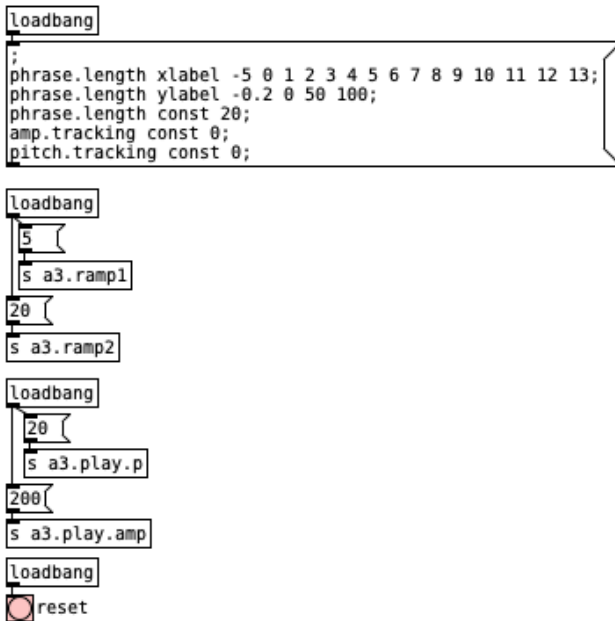 loadbang
;
phrase.length xlabel -5 0 1 2 3 4 5 6 7 8 9 10 11 12 13;
phrase.length ylabel -0.2 0 50 100;
phrase.length const 20;
amp.tracking const 0;
pitch.tracking const 0;
loadbang
5
s a3.ramp1
20
s a3.ramp2
loadbang
20
s a3.play.p
200
s a3.play.amp
loadbang
reset